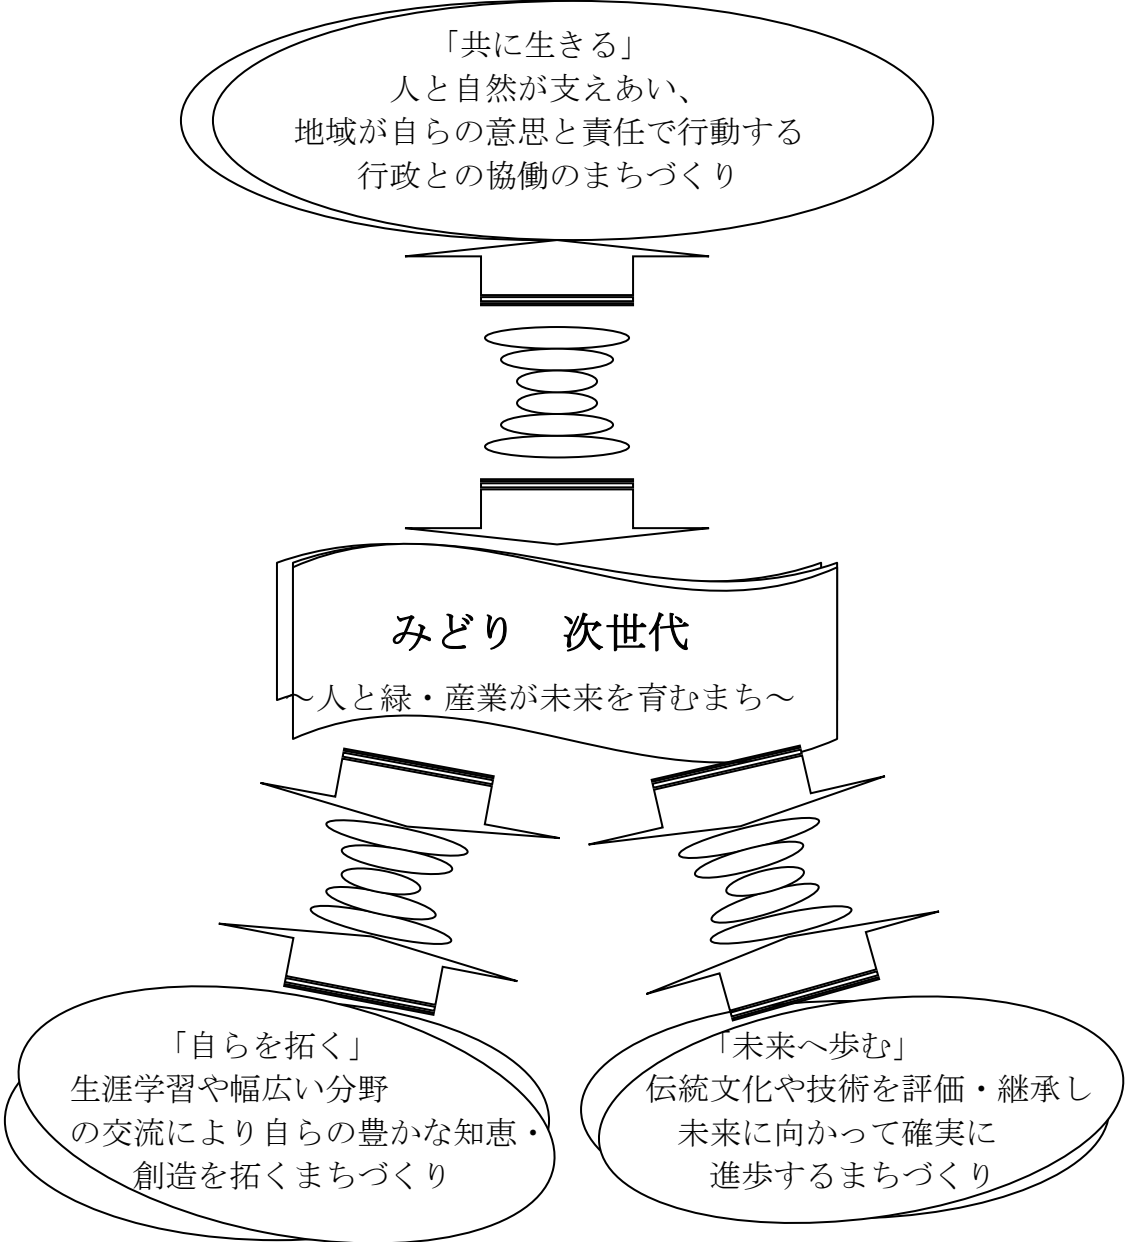 「共に生きる」
人と自然が支えあい、
地域が自らの意思と責任で行動する
行政との協働のまちづくり
みどり　次世代
～人と緑・産業が未来を育むまち～
「自らを拓く」
生涯学習や幅広い分野
の交流により自らの豊かな知恵・
創造を拓くまちづくり
「未来へ歩む」
伝統文化や技術を評価・継承し
未来に向かって確実に
進歩するまちづくり